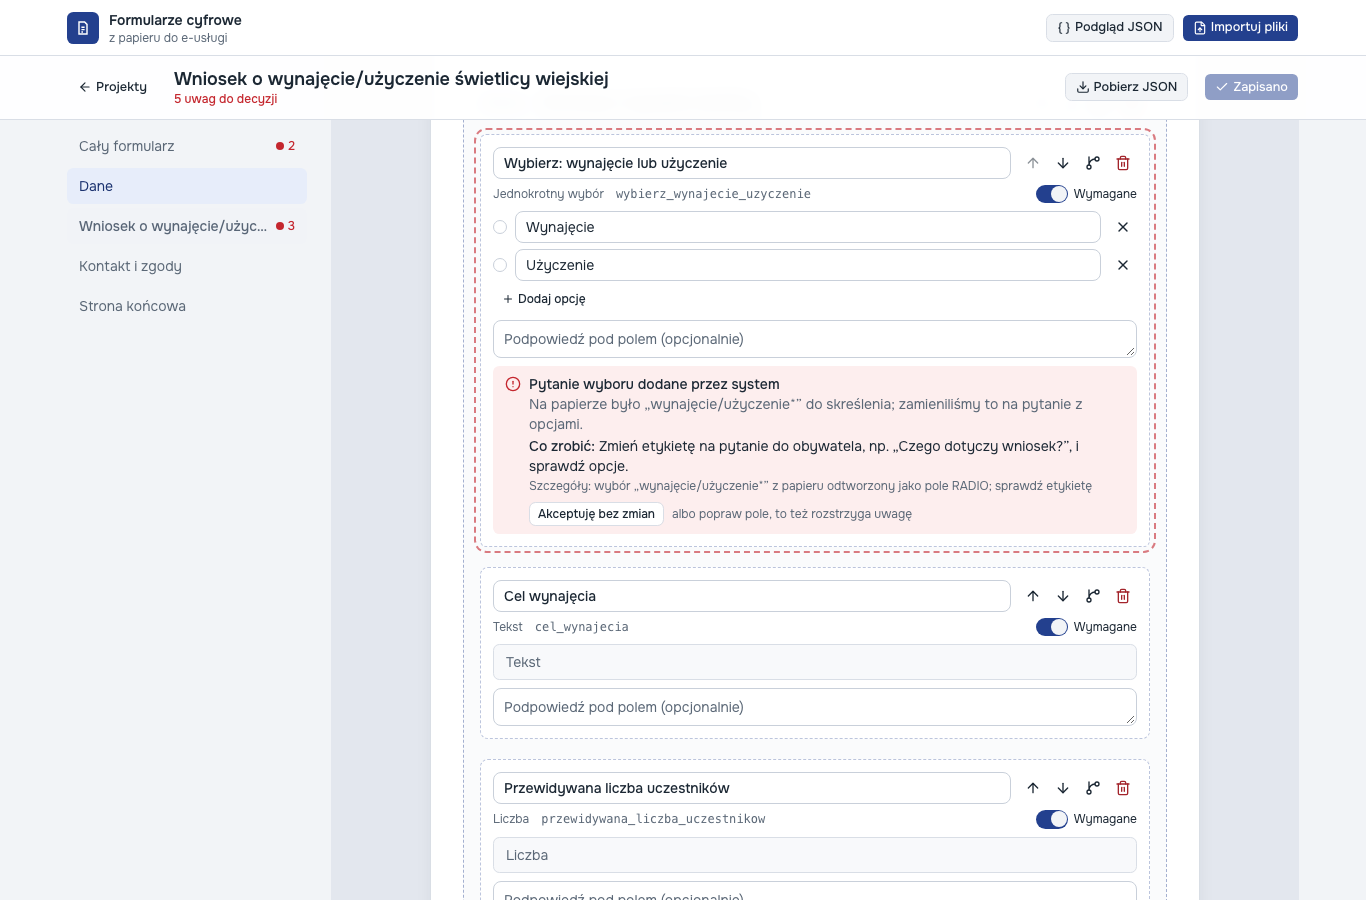 Formularze cyfrowe
z papieru do e-usługi
{ } Podgląd JSON
Importuj pliki
Projekty
Wniosek o wynajęcie/użyczenie świetlicy wiejskiej
5 uwag do decyzji
Pobierz JSON
Zapisano
Cały formularz 2
Dane
Wniosek o wynajęcie/użyc... 3
Kontakt i zgody
Strona końcowa
Wybierz: wynajęcie lub użyczenie
Jednokrotny wybór wybierz_wynajecie_uzyczenie
Wymagane
Wynajęcie
Użyczenie
+ Dodaj opcję
Podpowiedź pod polem (opcjonalnie)
Pytanie wyboru dodane przez system
Na papierze było „wynajęcie/użyczenie*” do skreślenia; zamieniliśmy to na pytanie z
opcjami.
Co zrobić: Zmień etykietę na pytanie do obywatela, np. „Czego dotyczy wniosek?”, i
sprawdź opcje.
Szczegóły: wybór „wynajęcie/użyczenie*” z papieru odtworzony jako pole RADIO; sprawdź etykietę
Akceptuję bez zmian albo popraw pole, to też rozstrzyga uwagę
Cel wynajęcia
Tekst cel_wynajecia
Wymagane
Tekst
Podpowiedź pod polem (opcjonalnie)
Przewidywana liczba uczestników
Liczba przewidywana_liczba_uczestnikow
Wymagane
Liczba
Podpowiedź pod polem (opcjonalnie)